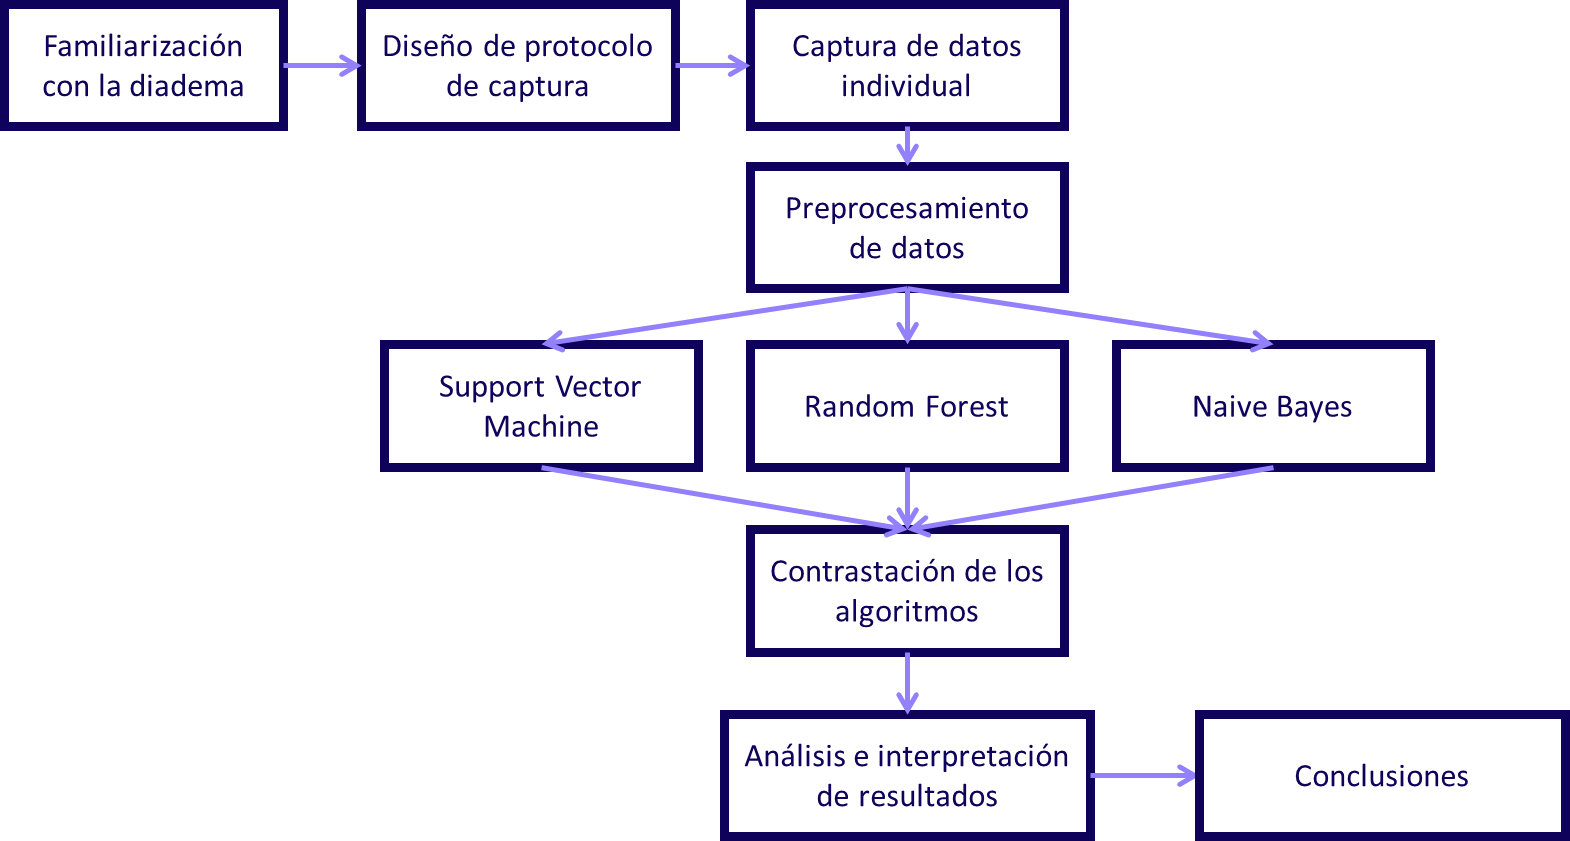 Familiarización
con la diadema
Diseño de protocolo
de captura
Captura de datos
individual
Preprocesamiento
de datos
Support Vector
Machine
Random Forest
Naive Bayes
Contrastación de los
algoritmos
Análisis e interpretación
de resultados
Conclusiones